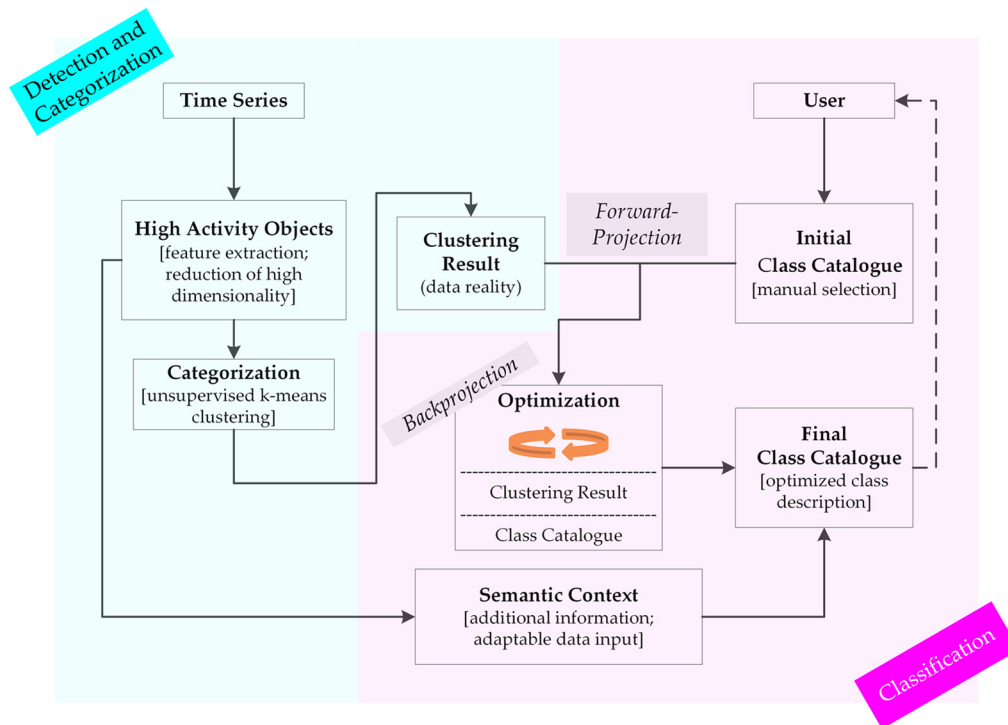 Detection and
Categorization
Time Series
User
High Activity Objects
[feature extraction;
reduction of high
dimensionality]
Clustering
Result
(data reality)
Forward-
Projection
Initial
Class Catalogue
[manual selection]
Categorization
[unsupervised k-means
clustering]
Backprojection
Optimization
Clustering Result
Class Catalogue
Final
Class Catalogue
[optimized class
description]
Semantic Context
[additional information;
adaptable data input]
Classification